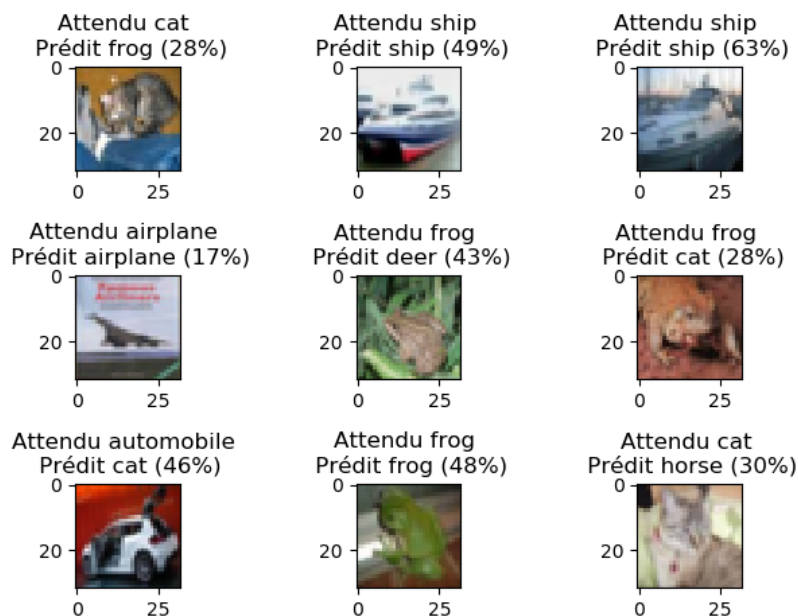 Attendu cat
Prédit frog (28%)
Attendu ship
Prédit ship (49%)
Attendu ship
Prédit ship (63%)
0
20
0 25
0
20
0 25
0
20
0 25
Attendu airplane
Prédit airplane (17%)
Attendu frog
Prédit deer (43%)
Attendu frog
Prédit cat (28%)
0
20
0 25
0
20
0 25
0
20
0 25
Attendu automobile
Prédit cat (46%)
Attendu frog
Prédit frog (48%)
Attendu cat
Prédit horse (30%)
0
20
0 25
0
20
0 25
0
20
0 25